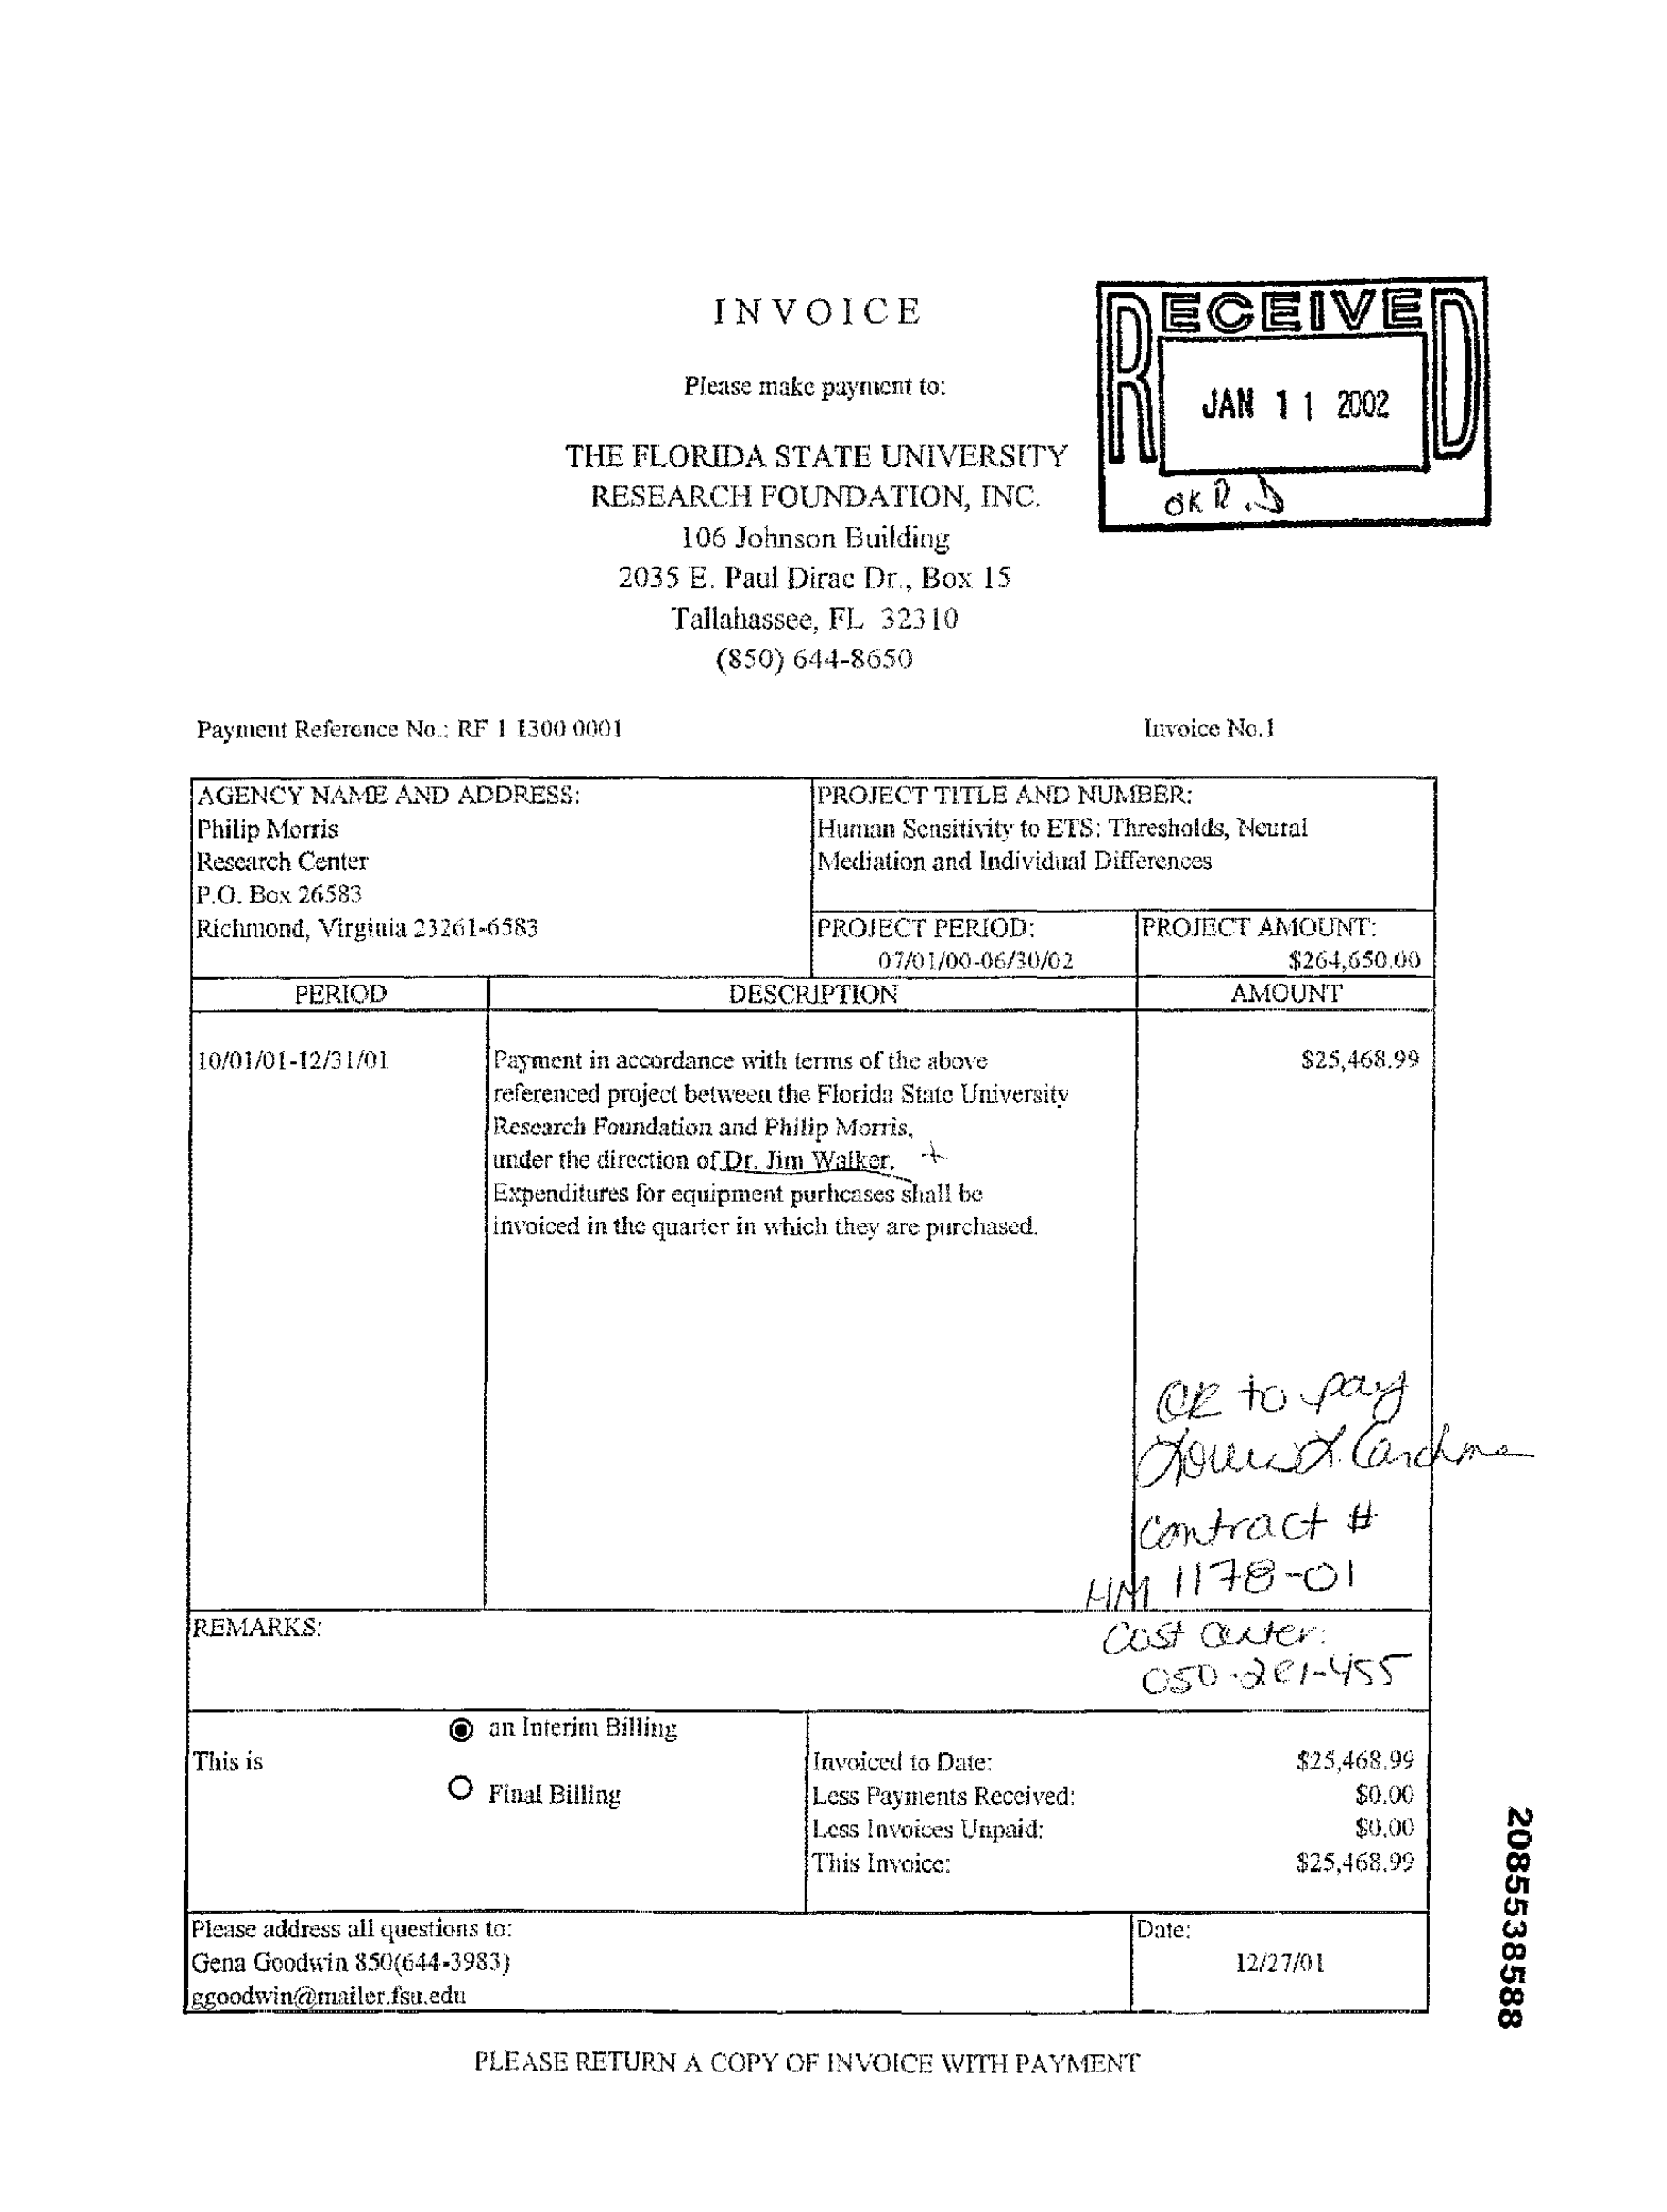 INVOICE
RECEIVED
JAN 11 2002
OK R.D
Please make payment to:
THE FLORIDA STATE UNIVERSITY
RESEARCH FOUNDATION, INC.
106 Johnson Building
2035 E. Paul Dirac Dr., Box 15
Tallahassee, FL 32310
(850) 644-8650
Payment Reference No.: RF 1 1300 0001
Invoice No.1
AGENCY NAME AND ADDRESS:
Philip Morris
Research Center
P.O. Box 26583
Richmond, Virginia 23261-6583
PROJECT TITLE AND NUMBER:
Human Sensitivity to ETS: Thresholds, Neural
Mediation and Individual Differences
PROJECT PERIOD:
07/01/00-06/30/02
PROJECT AMOUNT:
$264,650.00
PERIOD DESCRIPTION AMOUNT
10/01/01-12/31/01
Payment in accordance with terms of the above
referenced project between the Florida State University
Research Foundation and Philip Morris,
under the direction of Dr. Jim Walker.
Expenditures for equipment purhcases shall be
invoiced in the quarter in which they are purchased.
$25,468.99
OK to pay
Contract #
HM 1178-01
REMARKS:
Cost Center:
This is
an Interim Billing
Final Billing
Invoiced to Date: $25,468.99
Less Payments Received: $0.00
Less Invoices Unpaid: $0.00
This Invoice: $25,468.99
Please address all questions to:
Gena Goodwin 850(644-3983)
ggoodwin@mailer.fsu.edu
Date:
12/27/01
2085538588
PLEASE RETURN A COPY OF INVOICE WITH PAYMENT